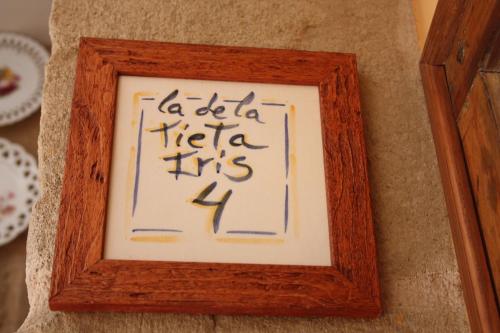 la de la
Tieta
Iris
4